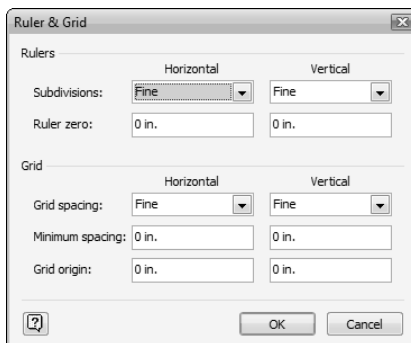 Ruler & Grid
Rulers
Horizontal Vertical
Subdivisions: Fine Fine
Ruler zero: 0 in. 0 in.
Grid
Horizontal Vertical
Grid spacing: Fine Fine
Minimum spacing: 0 in. 0 in.
Grid origin: 0 in. 0 in.
? OK Cancel